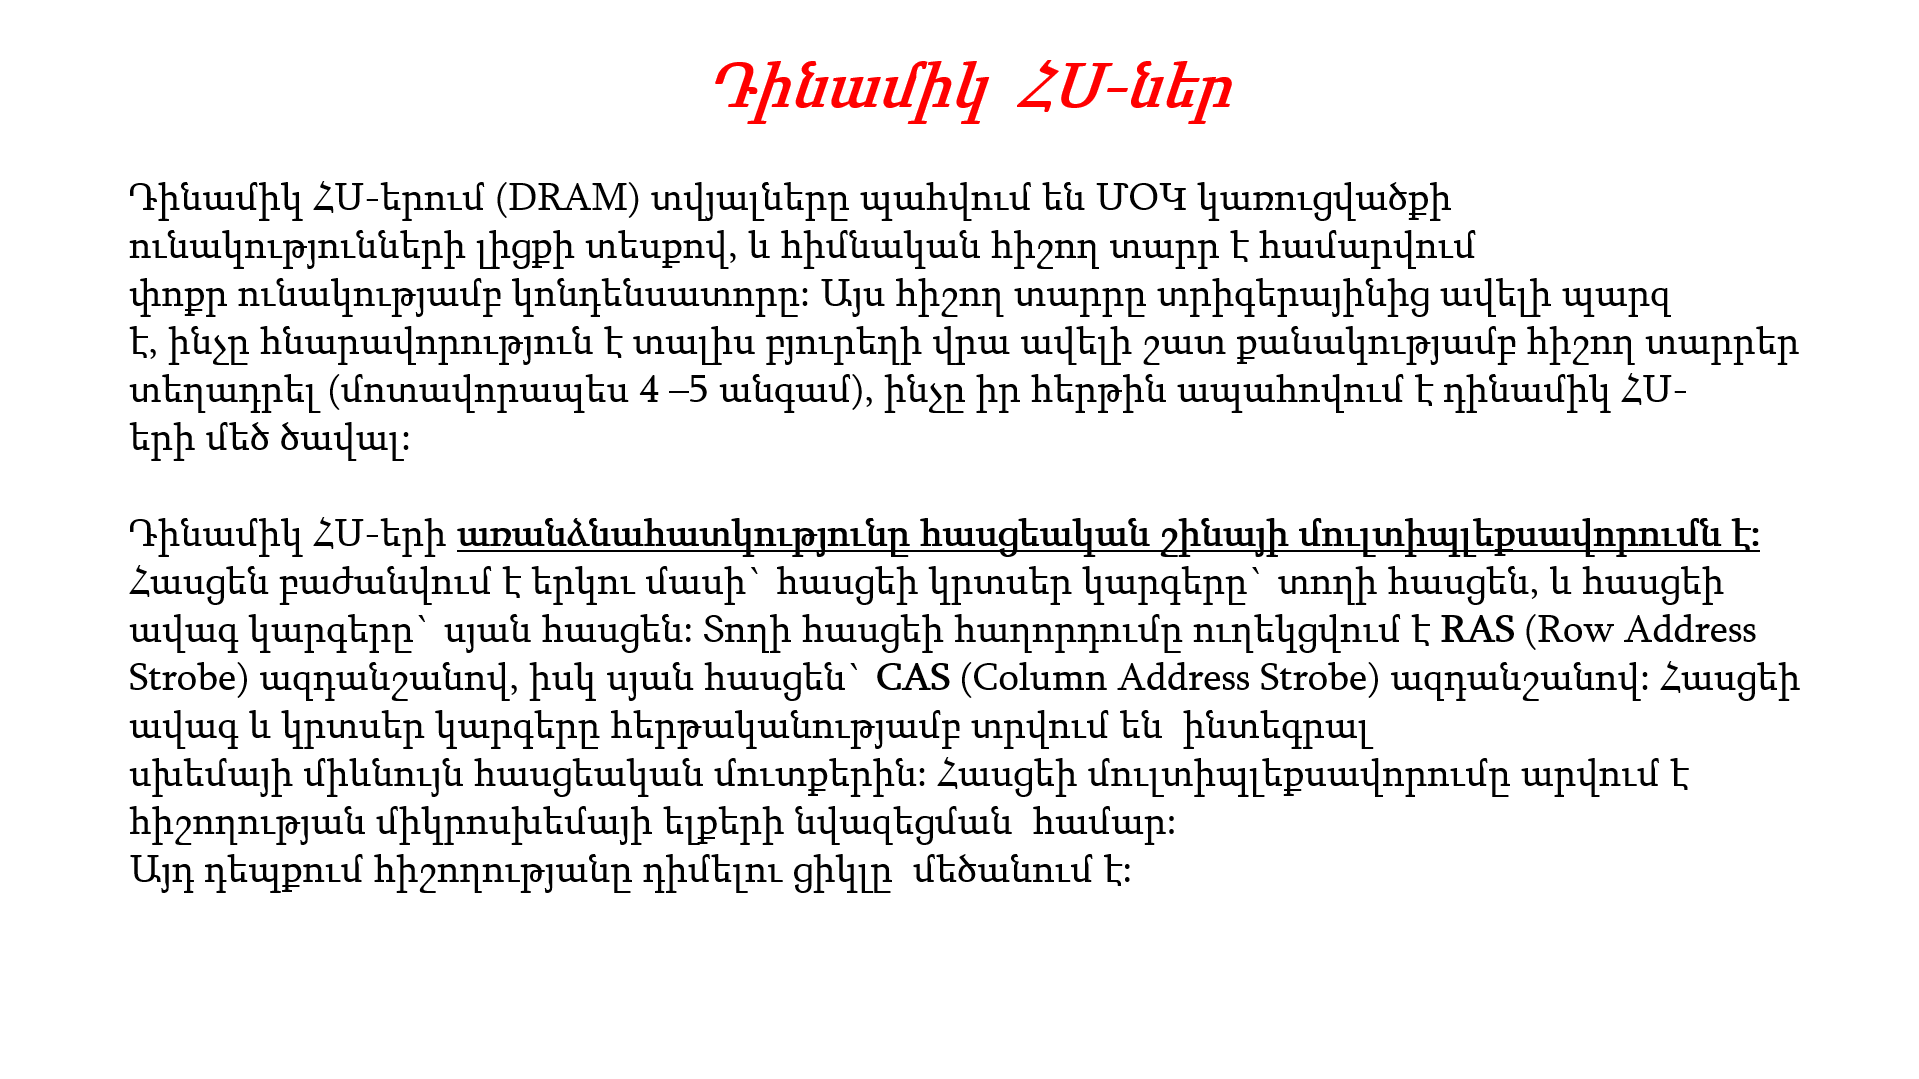 Դինամիկ ՀՍ-ներ
Դինամիկ ՀՍ-երում (DRAM) տվյալները պահվում են ՄՕԿ կառուցվածքի
ունակությունների լիցքի տեսքով, և հիմնական հիշող տարր է համարվում
փոքր ունակությամբ կոնդենսատորը: Այս հիշող տարրը տրիգերայինից ավելի պարզ
է, ինչը հնարավորություն է տալիս բյուրեղի վրա ավելի շատ քանակությամբ հիշող տարրեր
տեղադրել (մոտավորապես 4 –5 անգամ), ինչը իր հերթին ապահովում է դինամիկ ՀՍ-
երի մեծ ծավալ:
Դինամիկ ՀՍ-երի առանձնահատկությունը հասցեական շինայի մուլտիպլեքսավորումն է:
Հասցեն բաժանվում է երկու մասի` հասցեի կրտսեր կարգերը` տողի հասցեն, և հասցեի
ավագ կարգերը` սյան հասցեն: Տողի հասցեի հաղորդումը ուղեկցվում է RAS (Row Address
Strobe) ազդանշանով, իսկ սյան հասցեն` CAS (Column Address Strobe) ազդանշանով: Հասցեի
ավագ և կրտսեր կարգերը հերթականությամբ տրվում են  ինտեգրալ
սխեմայի միևնույն հասցեական մուտքերին: Հասցեի մուլտիպլեքսավորումը արվում է
հիշողության միկրոսխեմայի ելքերի նվազեցման  համար:
Այդ դեպքում հիշողությանը դիմելու ցիկլը  մեծանում է: